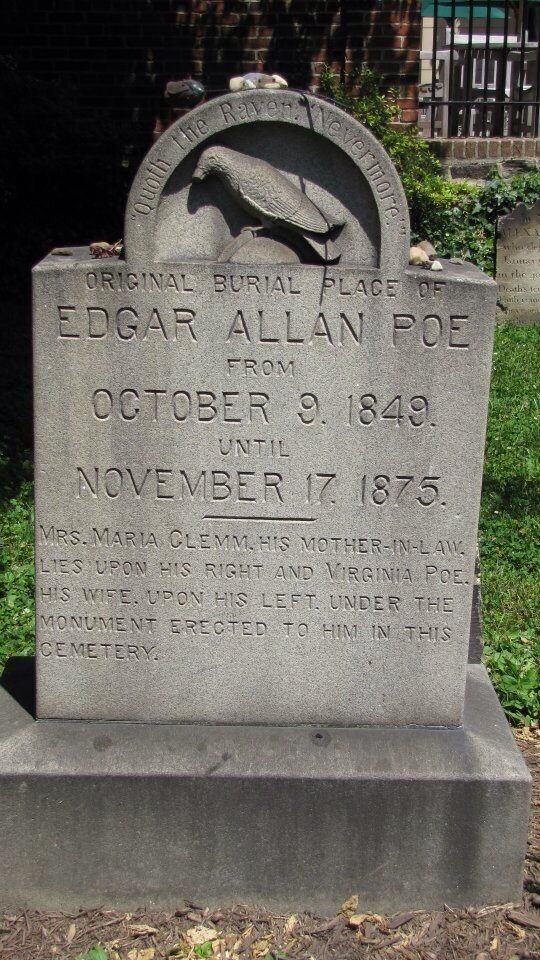 "Quoth the Raven, "Nevermore."
ORIGINAL BURIAL PLACE OF
EDGAR ALLAN POE
FROM
OCTOBER 9. 1849.
UNTIL
NOVEMBER 17. 1875.
MRS. MARIA CLEMM, HIS MOTHER-IN-LAW,
LIES UPON HIS RIGHT AND VIRGINIA POE,
HIS WIFE, UPON HIS LEFT, UNDER THE
MONUMENT ERECTED TO HIM IN THIS
CEMETERY.